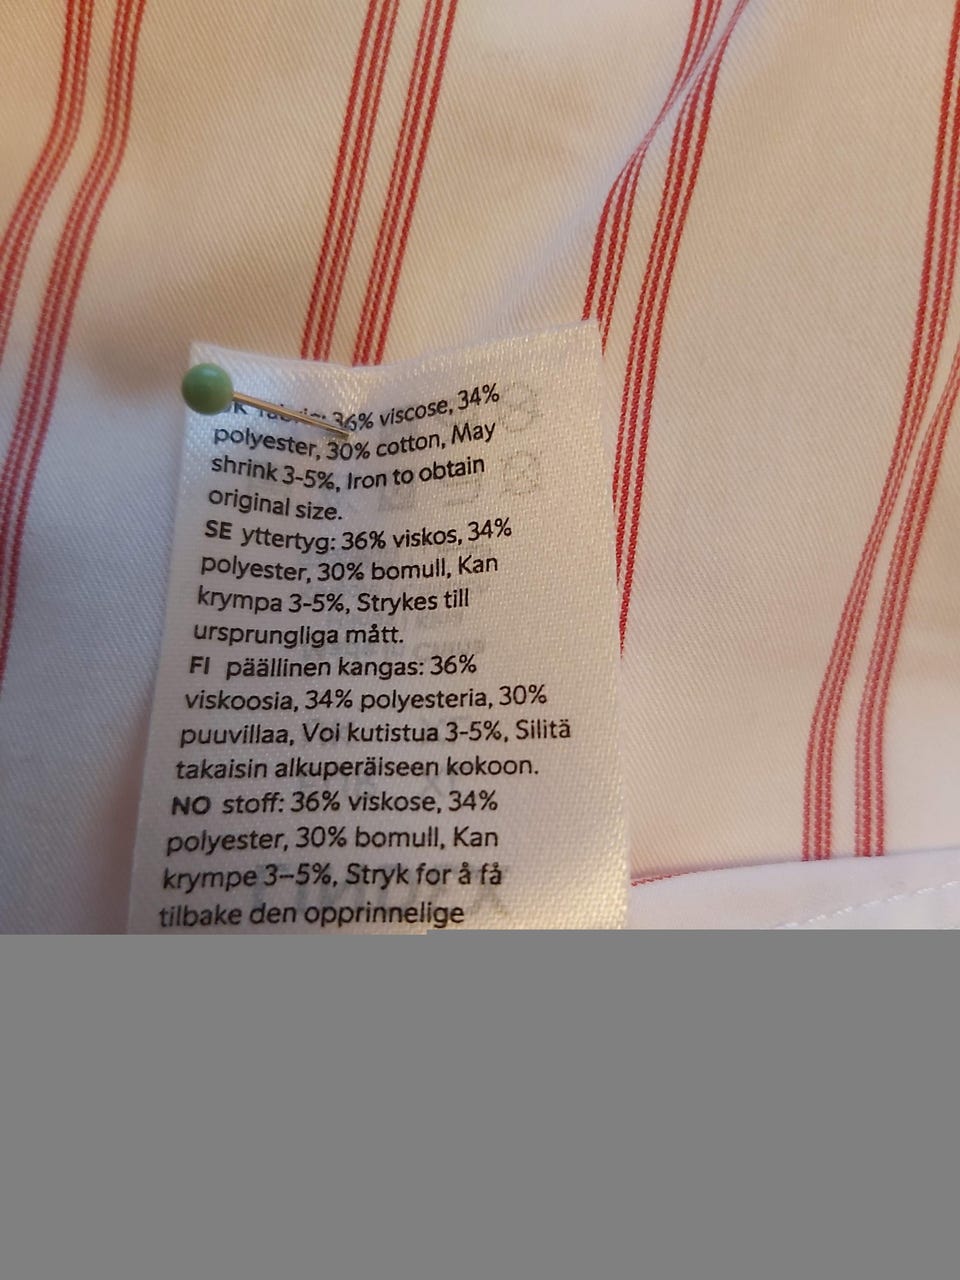 UK fabric: 36% viscose, 34%
polyester, 30% cotton, May
shrink 3-5%, Iron to obtain
original size.
SE yttertyg: 36% viskos, 34%
polyester, 30% bomull, Kan
krympa 3-5%, Strykes till
ursprungliga mått.
FI päällinen kangas: 36%
viskoosia, 34% polyesteria, 30%
puuvillaa, Voi kutistua 3-5%, Silitä
takaisin alkuperäiseen kokoon.
NO stoff: 36% viskose, 34%
polyester, 30% bomull, Kan
krympe 3-5%, Stryk for å få
tilbake den opprinnelige